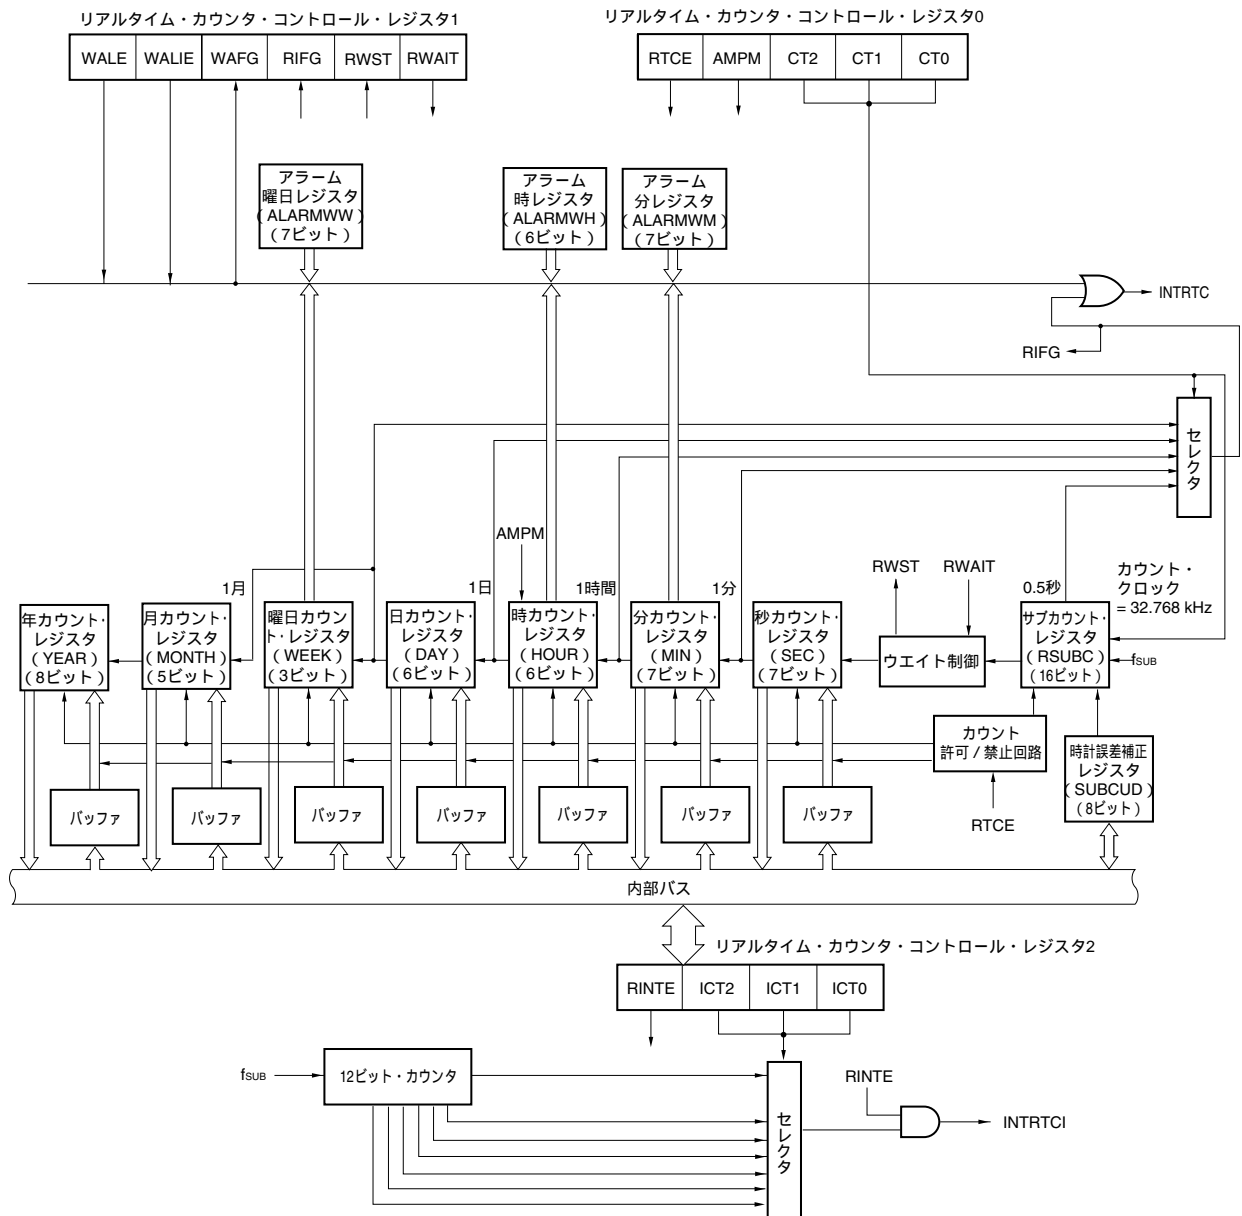 リアルタイム・カウンタ・コントロール・レジスタ1
リアルタイム・カウンタ・コントロール・レジスタ0
WALE WALIE WAFG RIFG RWST RWAIT
RTCE AMPM CT2 CT1 CT0
アラーム
曜日レジスタ
(ALARMWW)
(7ビット)
アラーム
時レジスタ
(ALARMWH)
(6ビット)
アラーム
分レジスタ
(ALARMWM)
(7ビット)
INTRTC
RIFG
セレクタ
AMPM
1月
1日
1時間
1分
RWST
RWAIT
0.5秒
カウント・
クロック
= 32.768 kHz
年カウント・
レジスタ
(YEAR)
(8ビット)
月カウント・
レジスタ
(MONTH)
(5ビット)
曜日カウン
ト・レジスタ
(WEEK)
(3ビット)
日カウント・
レジスタ
(DAY)
(6ビット)
時カウント・
レジスタ
(HOUR)
(6ビット)
分カウント・
レジスタ
(MIN)
(7ビット)
秒カウント・
レジスタ
(SEC)
(7ビット)
ウエイト制御
サブカウント・
レジスタ
(RSUBC)
(16ビット)
fSUB
カウント
許可/禁止回路
RTCE
時計誤差補正
レジスタ
(SUBCUD)
(8ビット)
バッファ
バッファ
バッファ
バッファ
バッファ
バッファ
バッファ
内部バス
リアルタイム・カウンタ・コントロール・レジスタ2
RINTE ICT2 ICT1 ICT0
fSUB
12ビット・カウンタ
セレクタ
RINTE
INTRTCI